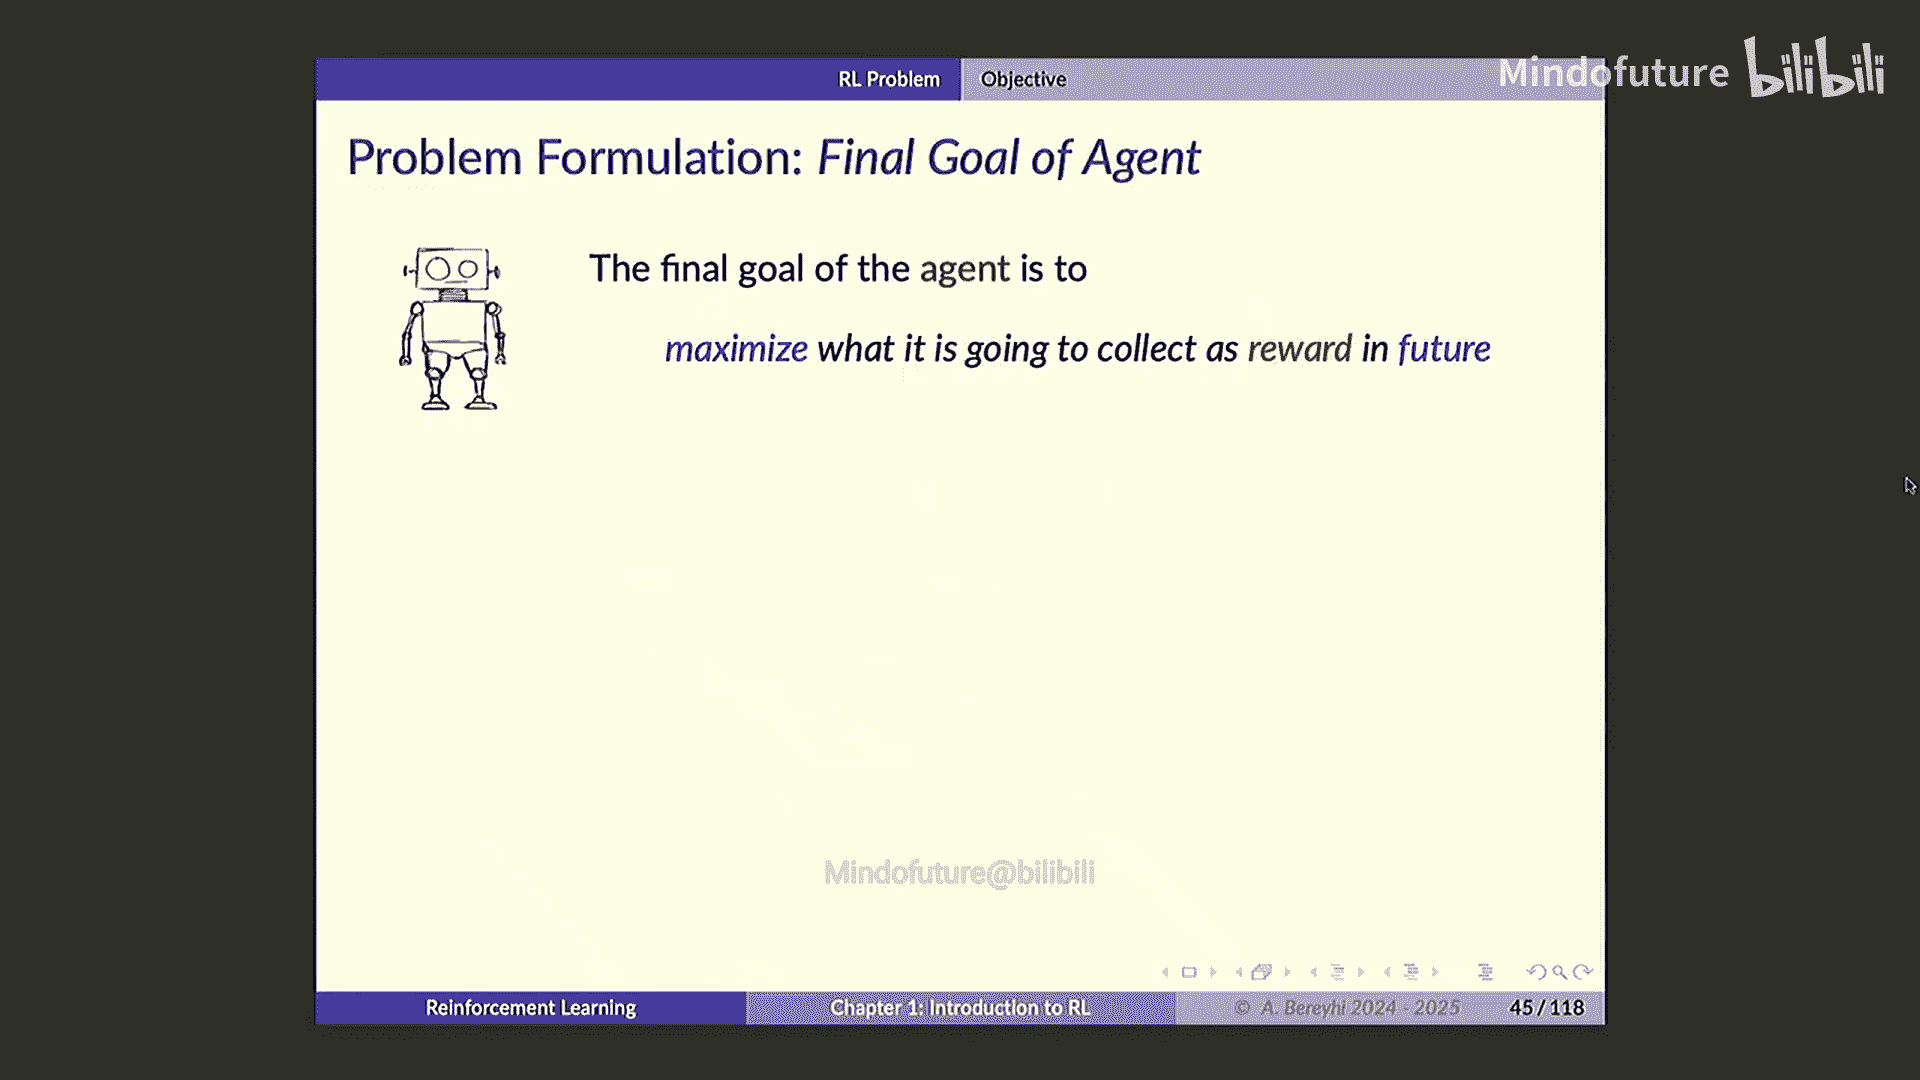 RL Problem Objective
Mindofuture bilibili
Problem Formulation: Final Goal of Agent
The final goal of the agent is to
maximize what it is going to collect as reward in future
Mindofuture@bilibili
Reinforcement Learning Chapter 1: Introduction to RL © A. Bereyhi 2024 - 2025 45 / 118